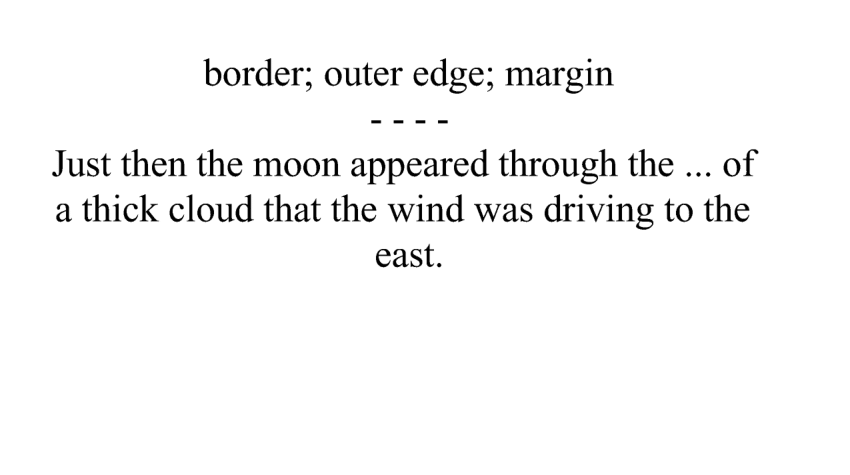 border; outer edge; margin
- - - -
Just then the moon appeared through the ... of
a thick cloud that the wind was driving to the
east.